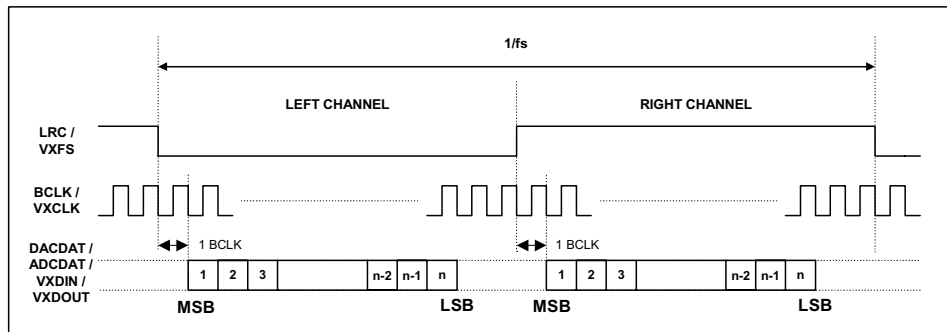 1/fs
LEFT CHANNEL
RIGHT CHANNEL
LRC /
VXFS
BCLK /
VXCLK
1 BCLK
1 BCLK
DACDAT /
ADCDAT /
VXDIN /
VXDOUT
1 2 3 n-2 n-1 n 1 2 3 n-2 n-1 n
MSB LSB MSB LSB